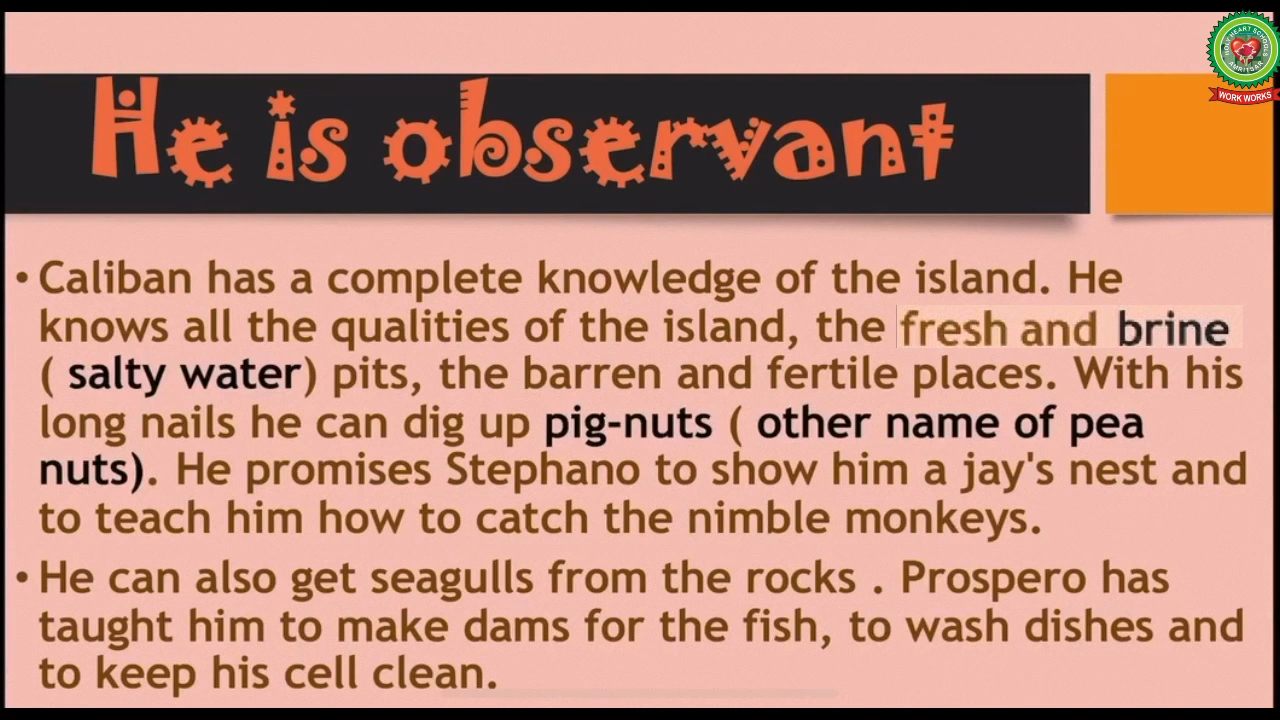 HOLY HEART SCHOOLS
AMRITSAR
WORK WORKS
He is observant
• Caliban has a complete knowledge of the island. He
knows all the qualities of the island, the fresh and brine
( salty water) pits, the barren and fertile places. With his
long nails he can dig up pig-nuts ( other name of pea
nuts). He promises Stephano to show him a jay's nest and
to teach him how to catch the nimble monkeys.
• He can also get seagulls from the rocks . Prospero has
taught him to make dams for the fish, to wash dishes and
to keep his cell clean.